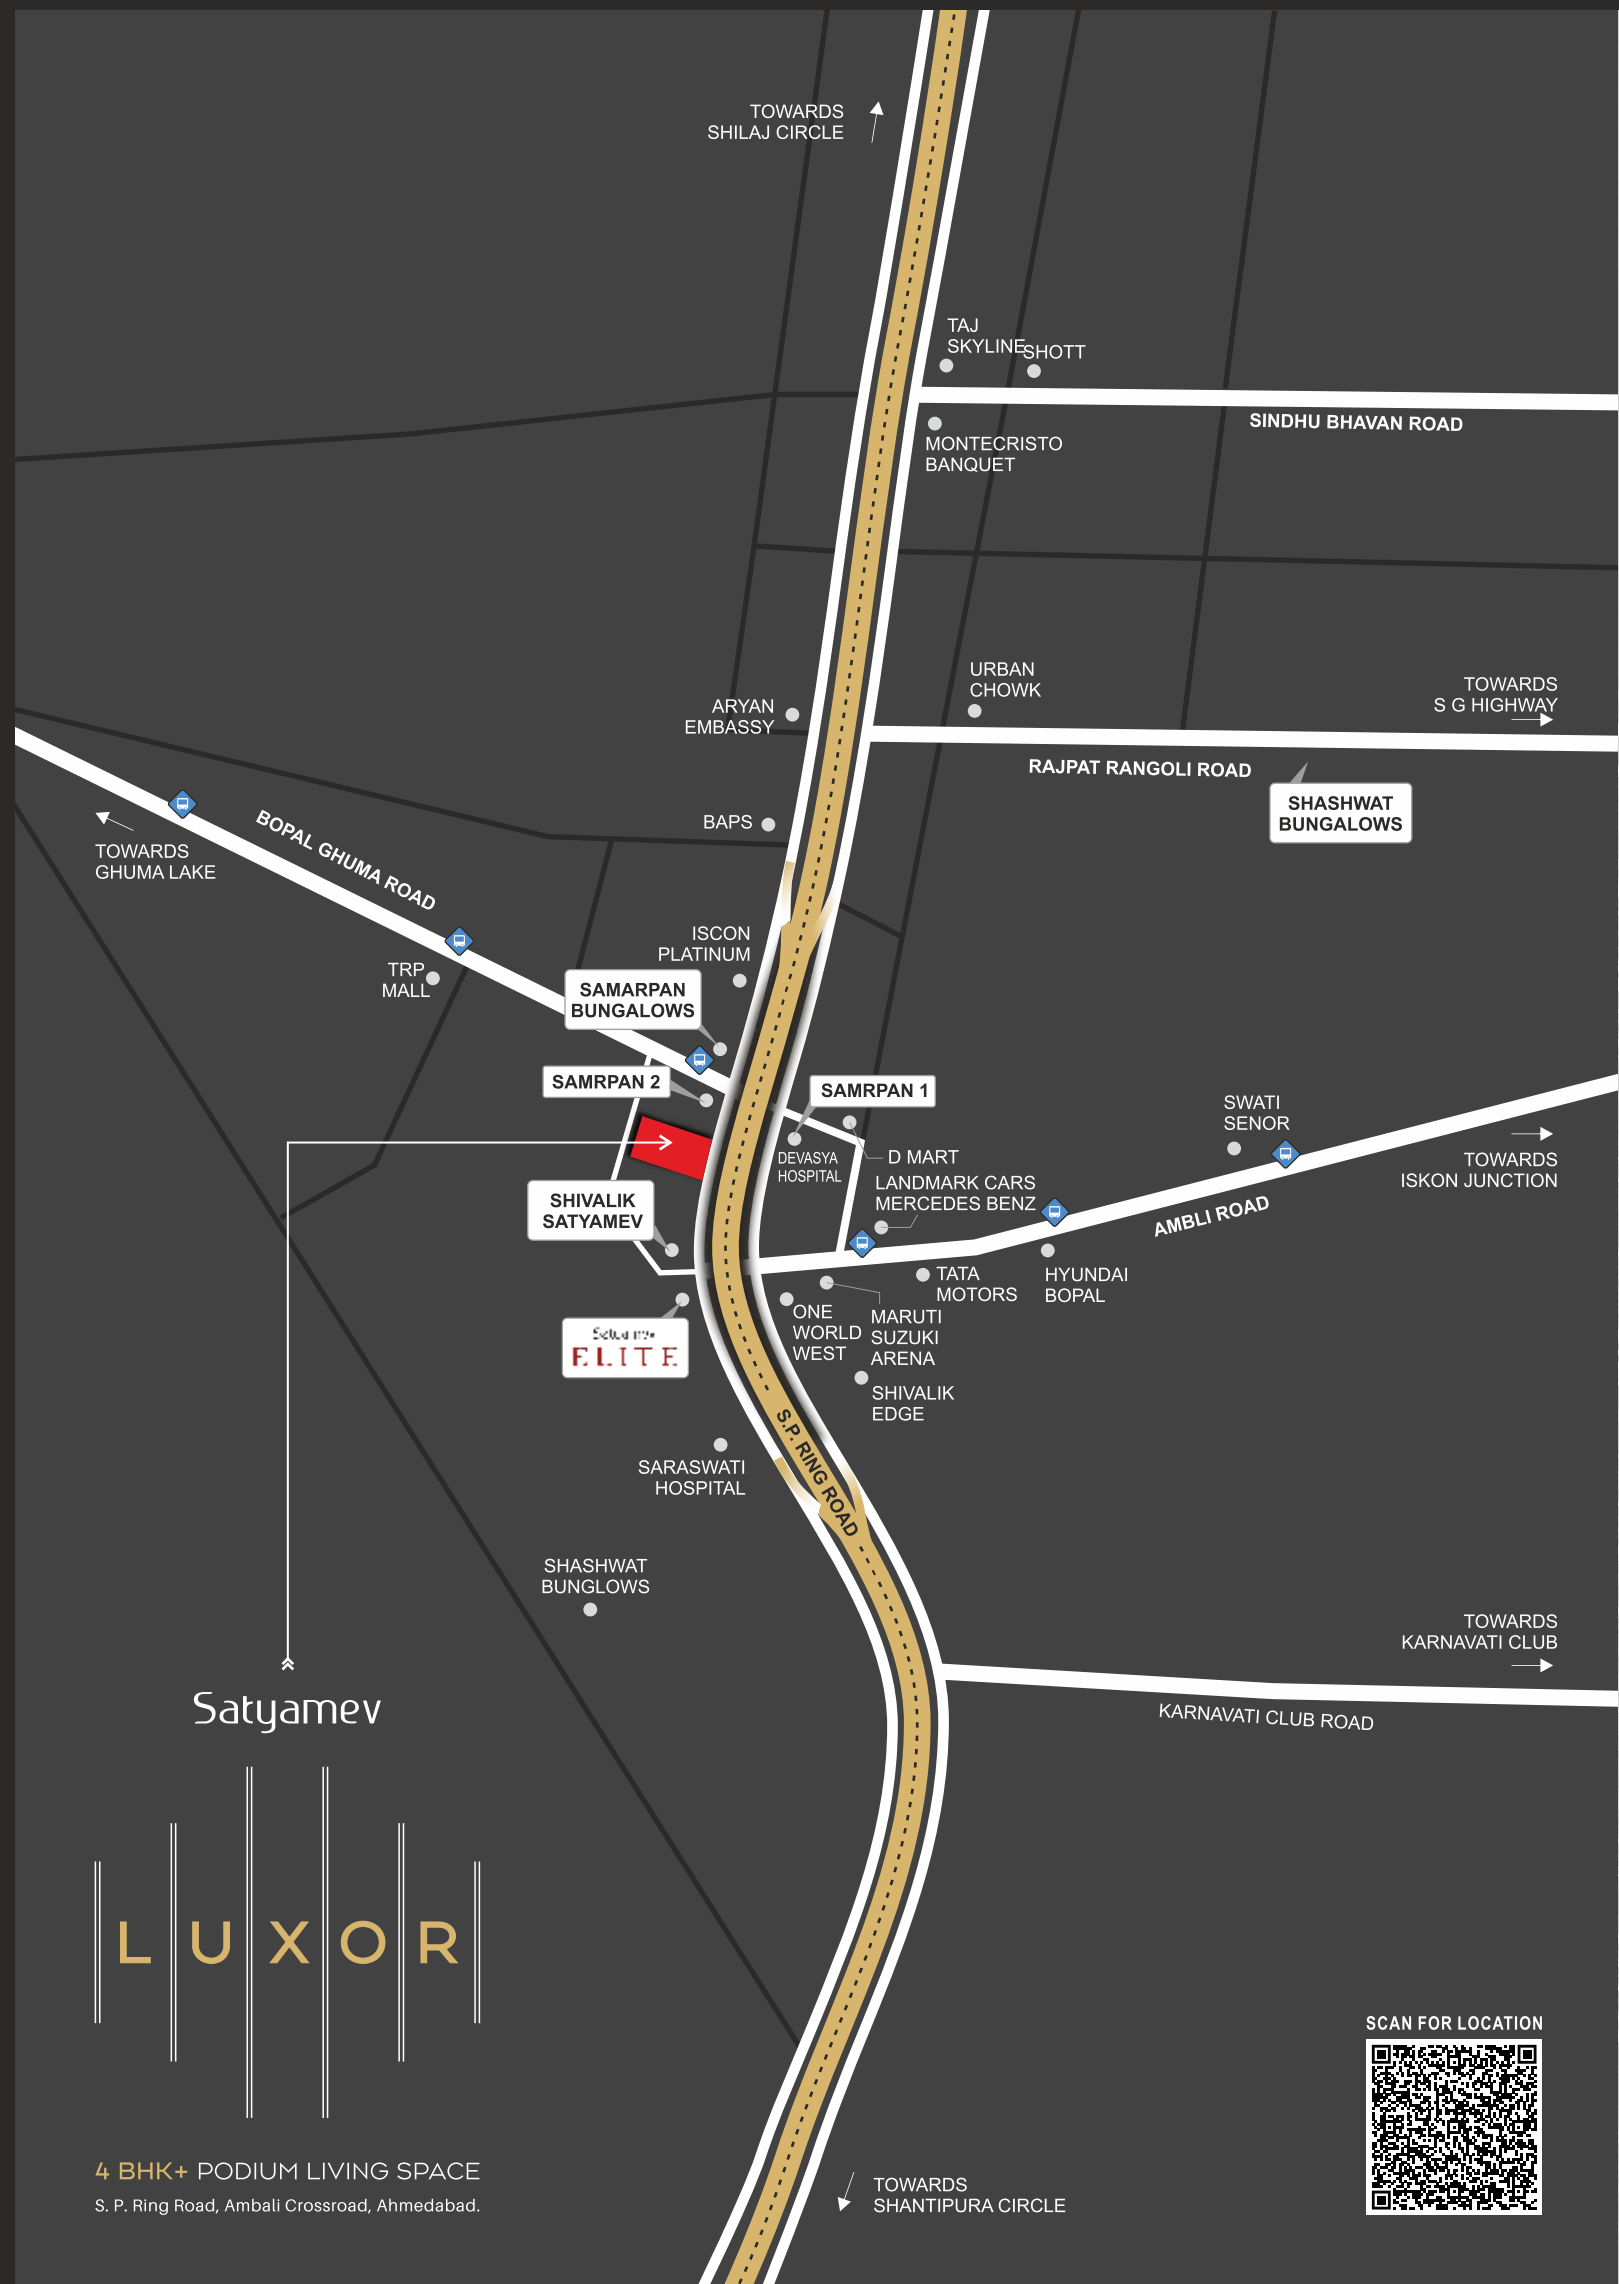 TOWARDS
SHILAJ CIRCLE
TAJ
SKYLINE
SHOTT
SINDHU BHAVAN ROAD
MONTECRISTO
BANQUET
URBAN
CHOWK
TOWARDS
S G HIGHWAY
ARYAN
EMBASSY
RAJPAT RANGOLI ROAD
SHASHWAT
BUNGALOWS
BAPS
BOPAL GHUMA ROAD
TOWARDS
GHUMA LAKE
ISCON
PLATINUM
TRP
MALL
SAMARPAN
BUNGALOWS
SAMRPAN 2
SAMRPAN 1
SWATI
SENOR
DEVASYA
HOSPITAL
D MART
TOWARDS
ISKON JUNCTION
LANDMARK CARS
MERCEDES BENZ
SHIVALIK
SATYAMEV
AMBLI ROAD
TATA
MOTORS
HYUNDAI
BOPAL
ONE
WORLD
WEST
MARUTI
SUZUKI
ARENA
Satyamev
ELITE
SHIVALIK
EDGE
S.P. RING ROAD
SARASWATI
HOSPITAL
SHASHWAT
BUNGLOWS
TOWARDS
KARNAVATI CLUB
KARNAVATI CLUB ROAD
Satyamev
LUXOR
4 BHK+ PODIUM LIVING SPACE
S. P. Ring Road, Ambali Crossroad, Ahmedabad.
SCAN FOR LOCATION
TOWARDS
SHANTIPURA CIRCLE